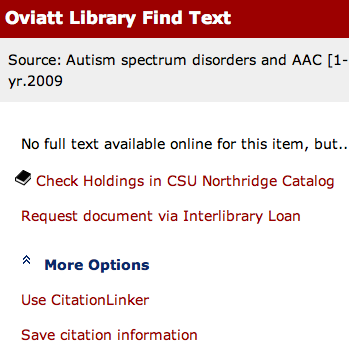 Oviatt Library Find Text
Source: Autism spectrum disorders and AAC [1-
yr.2009
No full text available online for this item, but..
Check Holdings in CSU Northridge Catalog
Request document via Interlibrary Loan
More Options
Use CitationLinker
Save citation information